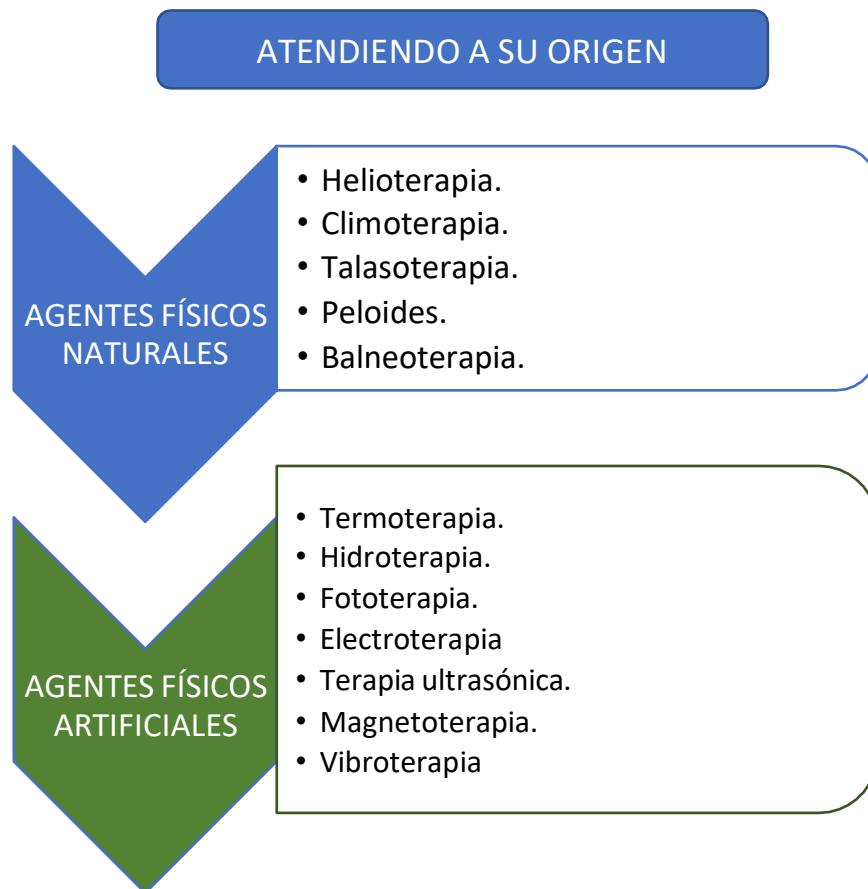 ATENDIENDO A SU ORIGEN
AGENTES FÍSICOS
NATURALES
• Helioterapia.
• Climoterapia.
• Talasoterapia.
• Peloides.
• Balneoterapia.
AGENTES FÍSICOS
ARTIFICIALES
• Termoterapia.
• Hidroterapia.
• Fototerapia.
• Electroterapia
• Terapia ultrasónica.
• Magnetoterapia.
• Vibroterapia